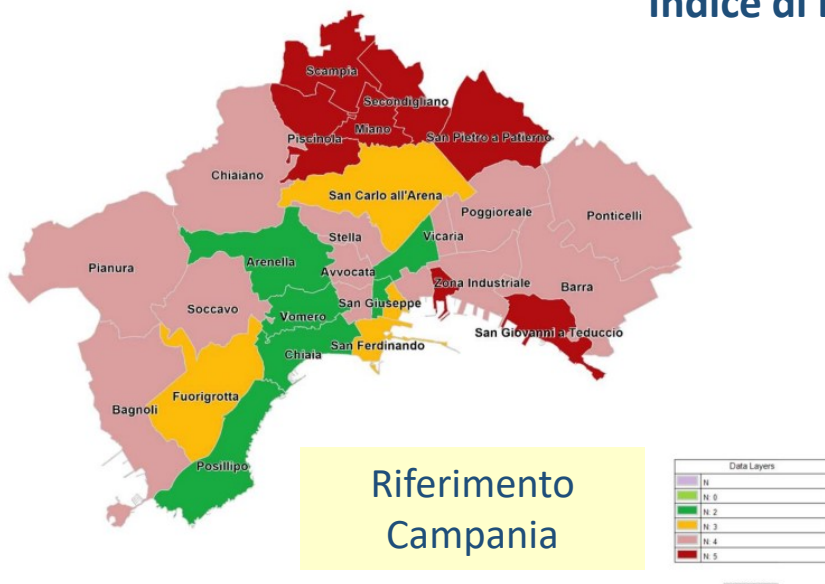 Indice di
Scampia
Secondigliano
Miano
San Pietro a Patierno
Piscinola
Chiaiano
San Carlo all'Arena
Poggioreale
Ponticelli
Stella
Vicaria
Pianura
Arenella
Avvocata
Zona Industriale
Barra
Soccavo
San Giuseppe
Vomero
San Giovanni a Teduccio
San Ferdinando
Chiaia
Fuorigrotta
Bagnoli
Posillipo
Riferimento
Campania
Data Layers
N
N: 0
N: 2
N: 3
N: 4
N: 5